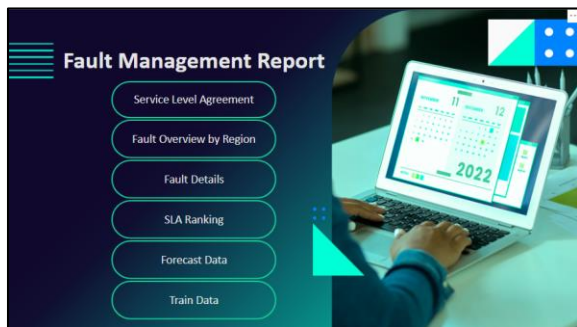 Fault Management Report
Service Level Agreement
Fault Overview by Region
Fault Details
SLA Ranking
Forecast Data
Train Data
11
12
2022